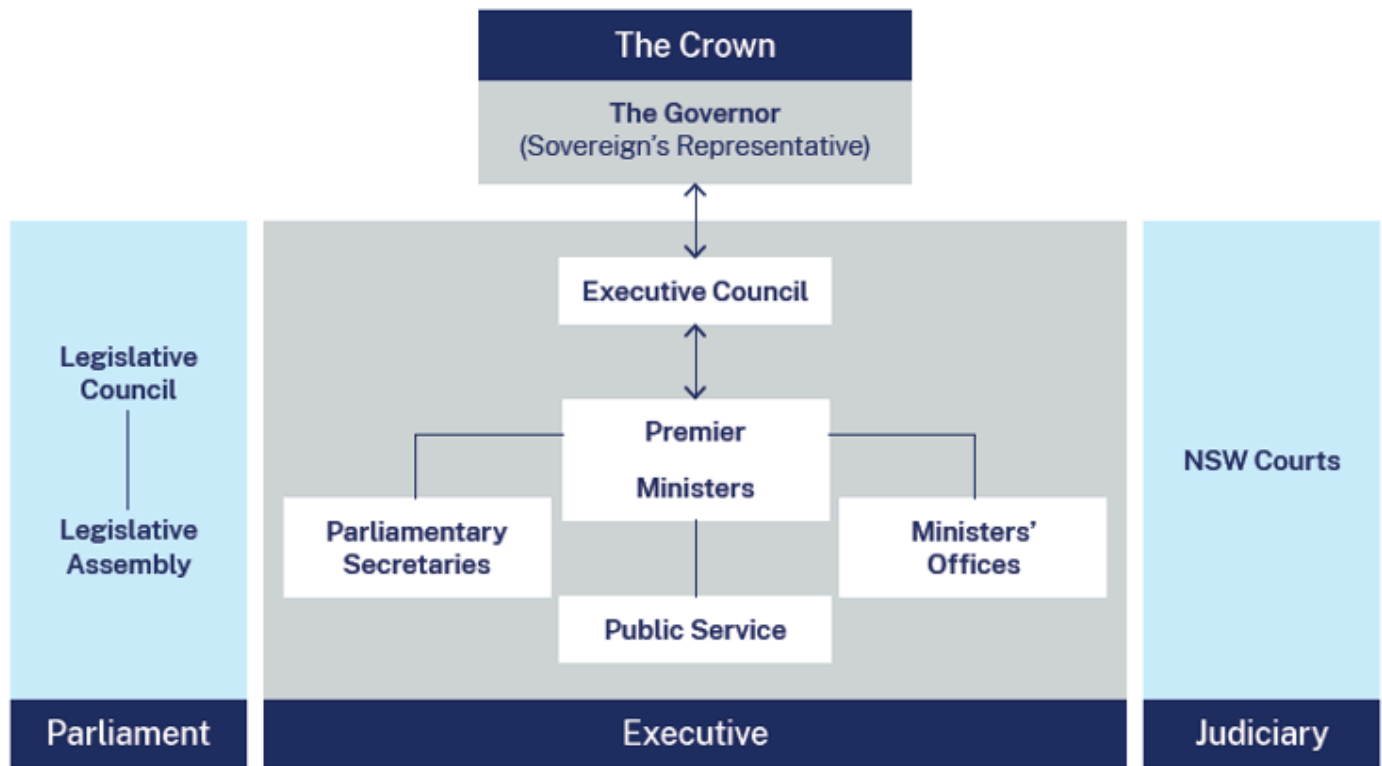 The Crown
The Governor
(Sovereign’s Representative)
Executive Council
Legislative
Council
Legislative
Assembly
Premier
Ministers
Parliamentary
Secretaries
Ministers’
Offices
Public Service
NSW Courts
Parliament
Executive
Judiciary